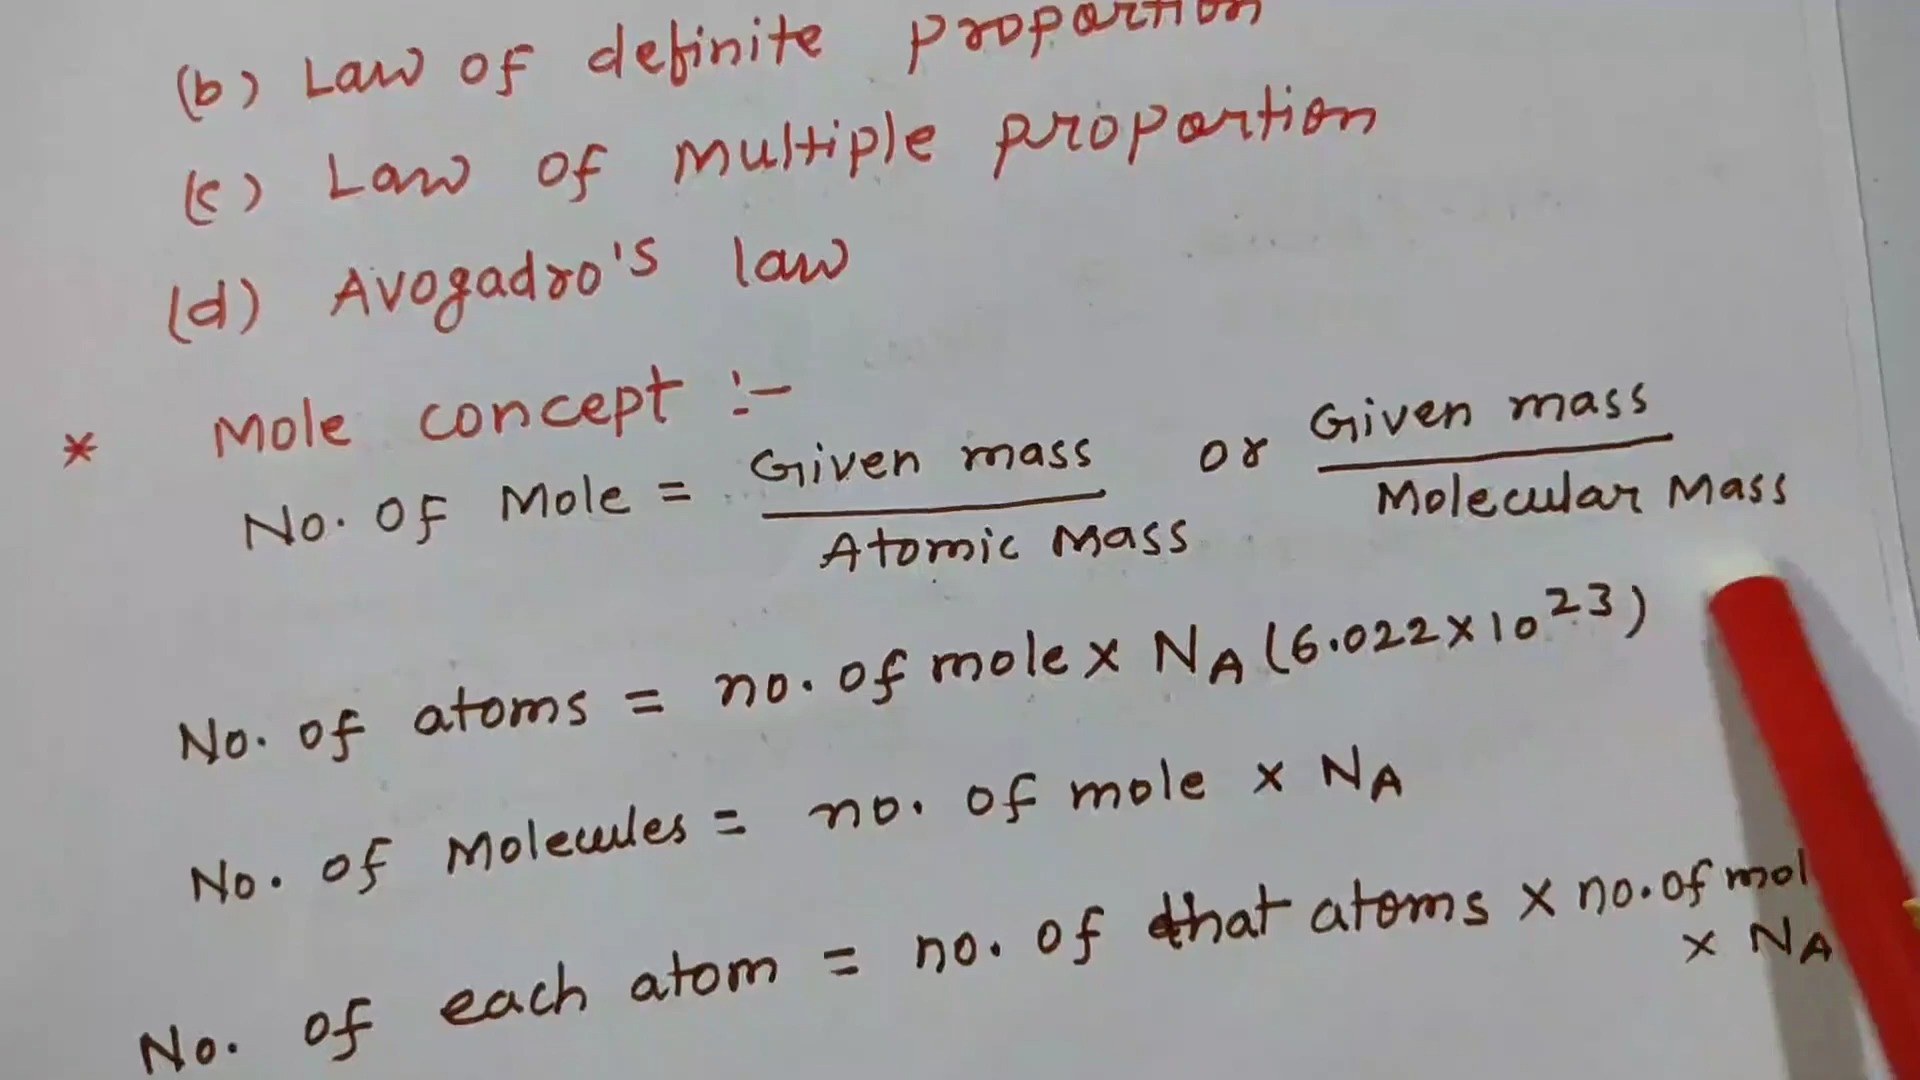 (b) Law of definite proportion
(c) Law of multiple proportion
(d) Avogadro's law
* Mole concept :-
No. of Mole = Given mass / Atomic Mass or Given mass / Molecular Mass
No. of atoms = no. of mole x NA (6.022x10^23)
No. of Molecules = no. of mole x NA
No. of each atom = no. of that atoms x no. of mol
x NA